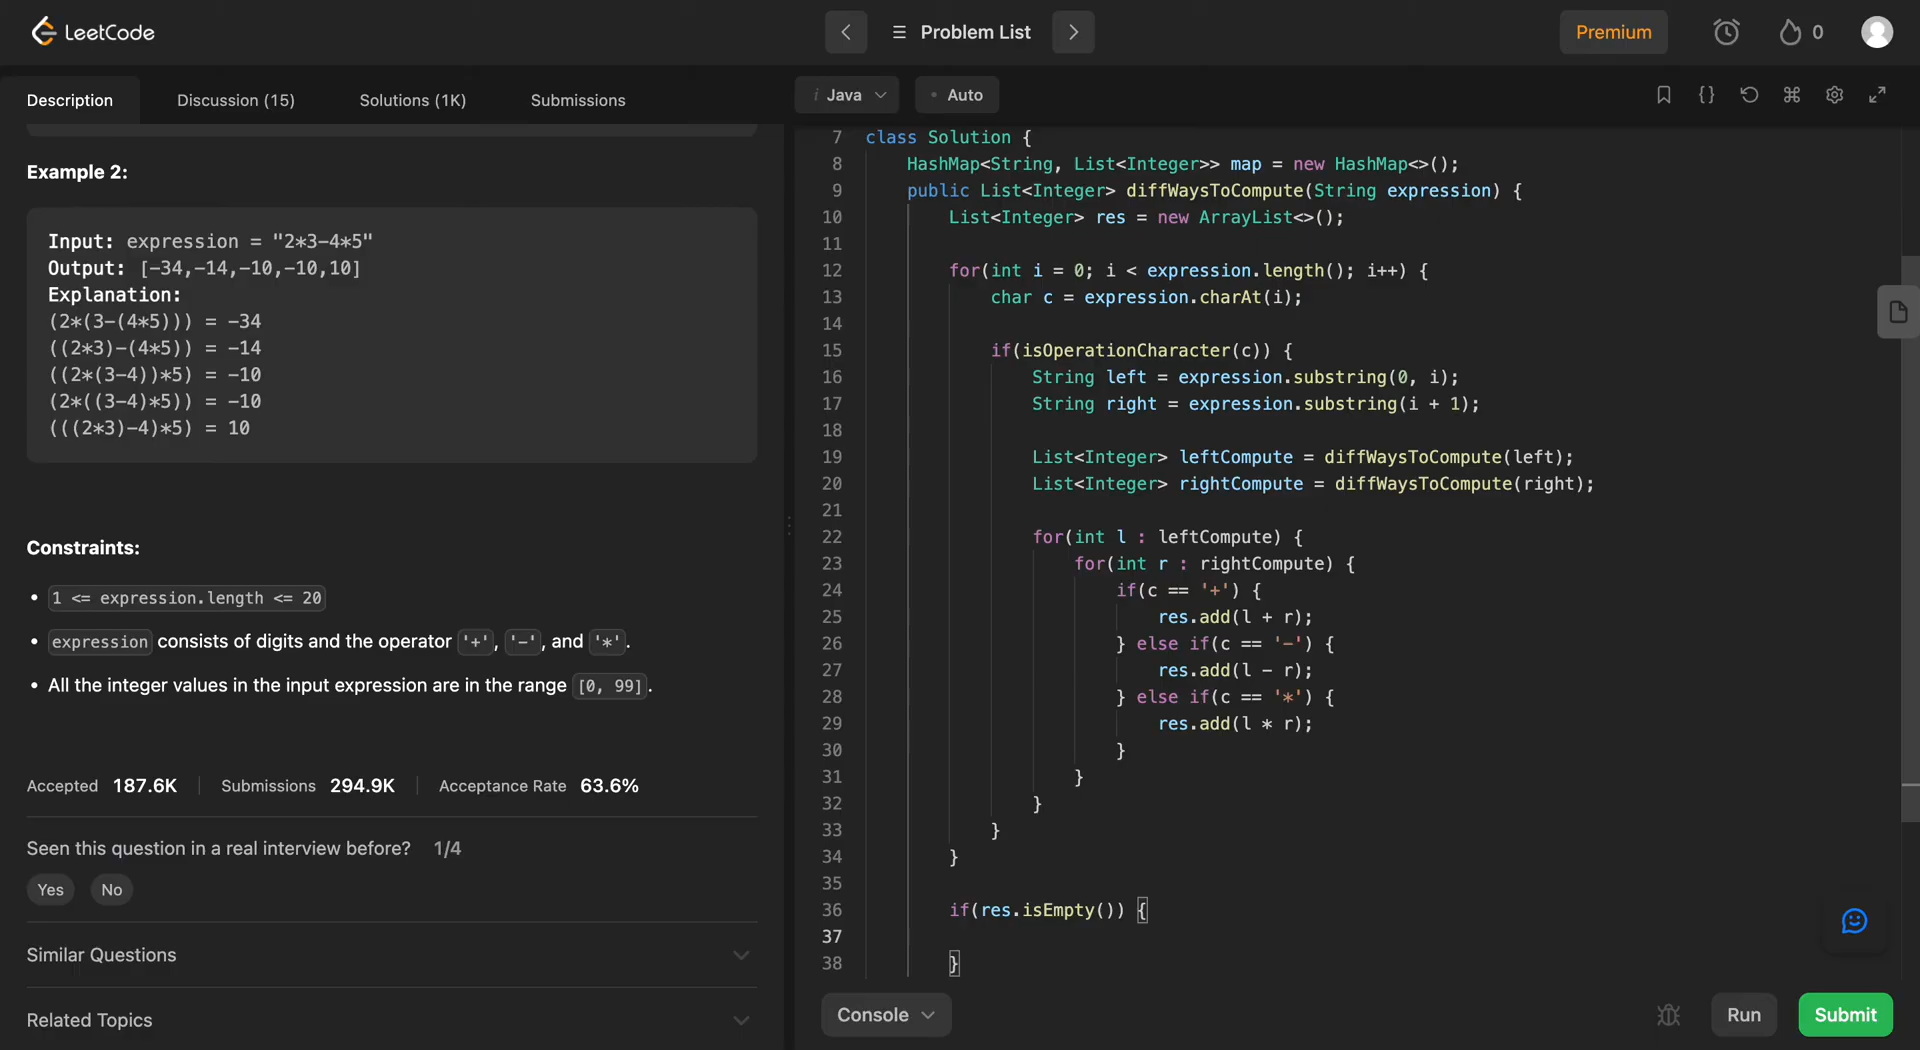 LeetCode
Problem List
Premium
0
Description
Discussion (15)
Solutions (1K)
Submissions
Example 2:
Input: expression = "2*3-4*5"
Output: [-34,-14,-10,-10,10]
Explanation:
(2*(3-(4*5))) = -34
((2*3)-(4*5)) = -14
((2*(3-4))*5) = -10
(2*((3-4)*5)) = -10
(((2*3)-4)*5) = 10
Constraints:
• 1 <= expression.length <= 20
• expression consists of digits and the operator '+', '-', and '*'.
• All the integer values in the input expression are in the range [0, 99].
Accepted 187.6K
Submissions 294.9K
Acceptance Rate 63.6%
Seen this question in a real interview before? 1/4
Yes
No
Similar Questions
Related Topics
i Java
• Auto
{}
7 class Solution {
8 HashMap<String, List<Integer>> map = new HashMap<>();
9 public List<Integer> diffWaysToCompute(String expression) {
10 List<Integer> res = new ArrayList<>();
11
12 for(int i = 0; i < expression.length(); i++) {
13 char c = expression.charAt(i);
14
15 if(isOperationCharacter(c)) {
16 String left = expression.substring(0, i);
17 String right = expression.substring(i + 1);
18
19 List<Integer> leftCompute = diffWaysToCompute(left);
20 List<Integer> rightCompute = diffWaysToCompute(right);
21
22 for(int l : leftCompute) {
23 for(int r : rightCompute) {
24 if(c == '+') {
25 res.add(l + r);
26 } else if(c == '-') {
27 res.add(l - r);
28 } else if(c == '*') {
29 res.add(l * r);
30 }
31 }
32 }
33 }
34 }
35
36 if(res.isEmpty()) {
37
38 }
Console
Run
Submit